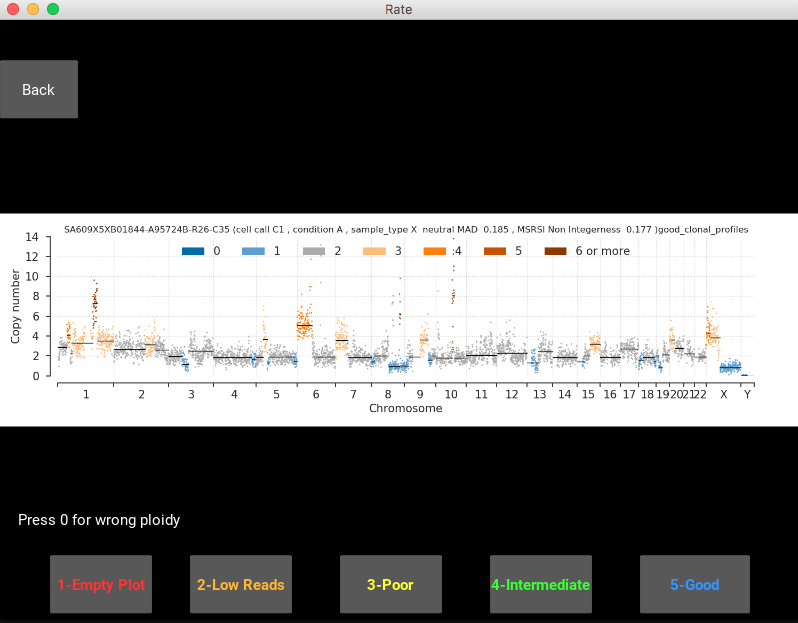 Rate
Back
SA609X5XB01844-A95724B-R26-C35 (cell call C1 , condition A , sample_type X neutral MAD 0.185 , MSRSI Non Integerness 0.177 )good_clonal_profiles
0 1 2 3 4 5 6 or more
Copy number
14
12
10
8
6
4
2
0
1 2 3 4 5 6 7 8 9 10 11 12 13 14 15 16 17 18 19 20 21 22 X Y
Chromosome
Press 0 for wrong ploidy
1-Empty Plot 2-Low Reads 3-Poor 4-Intermediate 5-Good